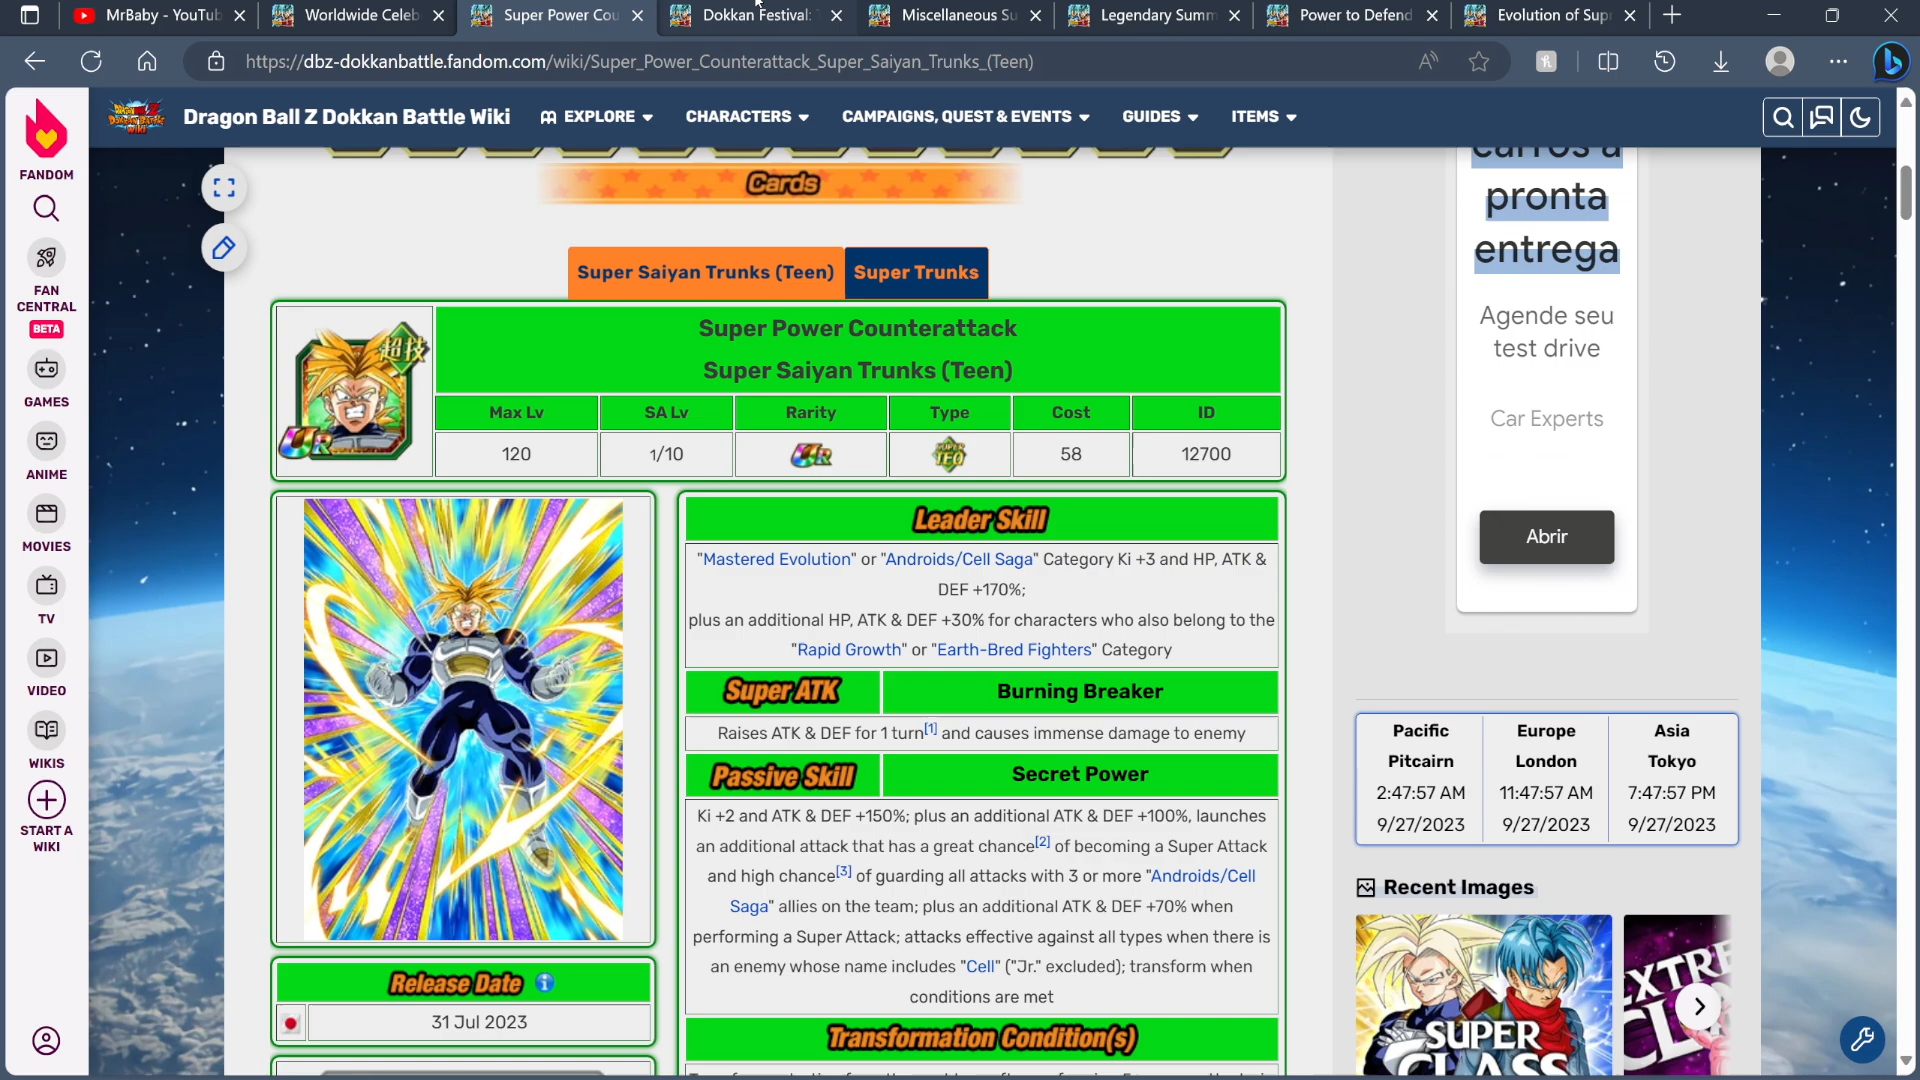 MrBaby - YouTub
Worldwide Celeb
Super Power Cou
Dokkan Festival: T
Miscellaneous Su
Legendary Summ
Power to Defend
Evolution of Supr
https://dbz-dokkanbattle.fandom.com/wiki/Super_Power_Counterattack_Super_Saiyan_Trunks_(Teen)
Dragon Ball Z Dokkan Battle Wiki
EXPLORE
CHARACTERS
CAMPAIGNS, QUEST & EVENTS
GUIDES
ITEMS
FANDOM
FAN
CENTRAL
BETA
GAMES
ANIME
MOVIES
TV
VIDEO
WIKIS
START A
WIKI
Cards
Super Saiyan Trunks (Teen)
Super Trunks
超技
UR
Super Power Counterattack
Super Saiyan Trunks (Teen)
Max Lv
SA Lv
Rarity
Type
Cost
ID
120
1/10
UR
SUPER
TEQ
58
12700
Leader Skill
"Mastered Evolution" or "Androids/Cell Saga" Category Ki +3 and HP, ATK &
DEF +170%;
plus an additional HP, ATK & DEF +30% for characters who also belong to the
"Rapid Growth" or "Earth-Bred Fighters" Category
Super ATK
Burning Breaker
Raises ATK & DEF for 1 turn[1] and causes immense damage to enemy
Passive Skill
Secret Power
Ki +2 and ATK & DEF +150%; plus an additional ATK & DEF +100%, launches
an additional attack that has a great chance[2] of becoming a Super Attack
and high chance[3] of guarding all attacks with 3 or more "Androids/Cell
Saga" allies on the team; plus an additional ATK & DEF +70% when
performing a Super Attack; attacks effective against all types when there is
an enemy whose name includes "Cell" ("Jr." excluded); transform when
conditions are met
Transformation Condition(s)
Release Date
31 Jul 2023
carros à
pronta
entrega
Agende seu
test drive
Car Experts
Abrir
Pacific
Pitcairn
2:47:57 AM
9/27/2023
Europe
London
11:47:57 AM
9/27/2023
Asia
Tokyo
7:47:57 PM
9/27/2023
Recent Images
SUPER
CLASS
EXTRE
CL